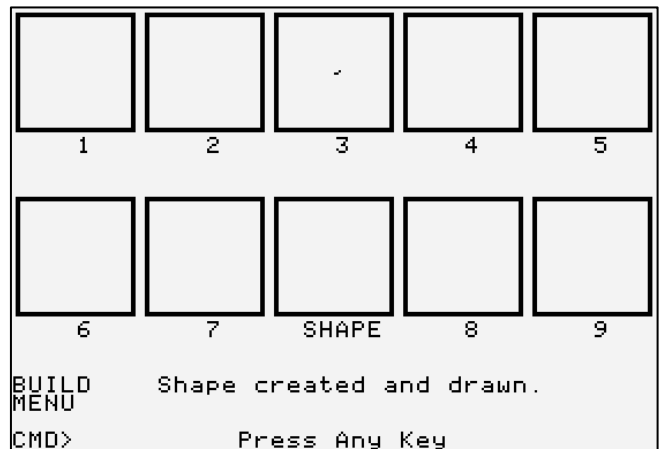 1 2 3 4 5
6 7 SHAPE 8 9
BUILD Shape created and drawn.
MENU
CMD> Press Any Key